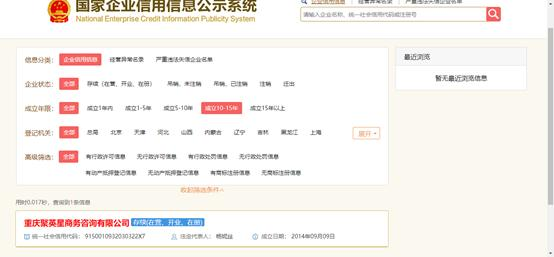 国家企业信用信息公示系统
National Enterprise Credit Information Publicity System
企业信用信息 经营异常名录 严重违法失信企业名单
请输入企业名称、统一社会信用代码或注册号
信息分类： 企业信用信息 经营异常名录 严重违法失信企业名单
企业状态： 全部 存续（在营、开业、在册） 吊销，未注销 吊销，已注销 注销 迁出
成立年限： 全部 成立1年内 成立1-5年 成立5-10年 成立10-15年 成立15年以上
登记机关： 全部 总局 北京 天津 河北 山西 内蒙古 辽宁 吉林 黑龙江 上海 展开
高级筛选： 全部 有行政许可信息 无行政许可信息 有行政处罚信息 无行政处罚信息
有动产抵押登记信息 无动产抵押登记信息 有商标注册信息 无商标注册信息
收起筛选条件
最近浏览
暂无最近浏览信息
用时0.017秒，查询到1条信息
重庆聚英星商务咨询有限公司 存续(在营、开业、在册)
统一社会信用代码： 9150010932030322X7 法定代表人： 成立日期： 2014年09月09日